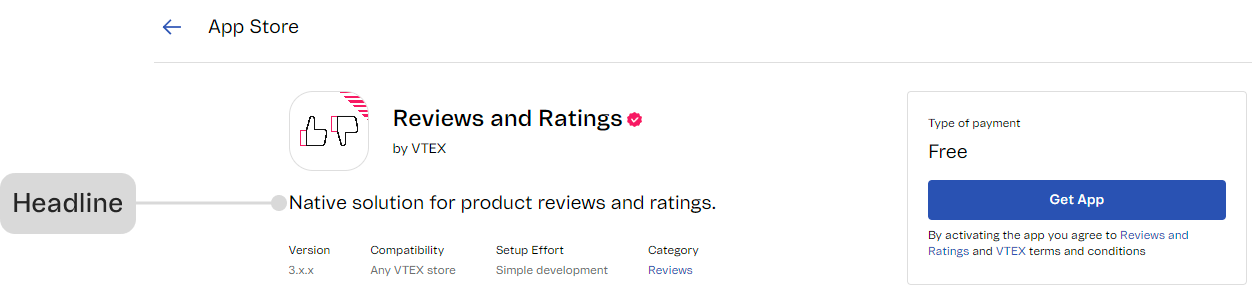 App Store
Reviews and Ratings
by VTEX
Headline
Native solution for product reviews and ratings.
Version Compatibility Setup Effort Category
3.x.x Any VTEX store Simple development Reviews
Type of payment
Free
Get App
By activating the app you agree to Reviews and
Ratings and VTEX terms and conditions